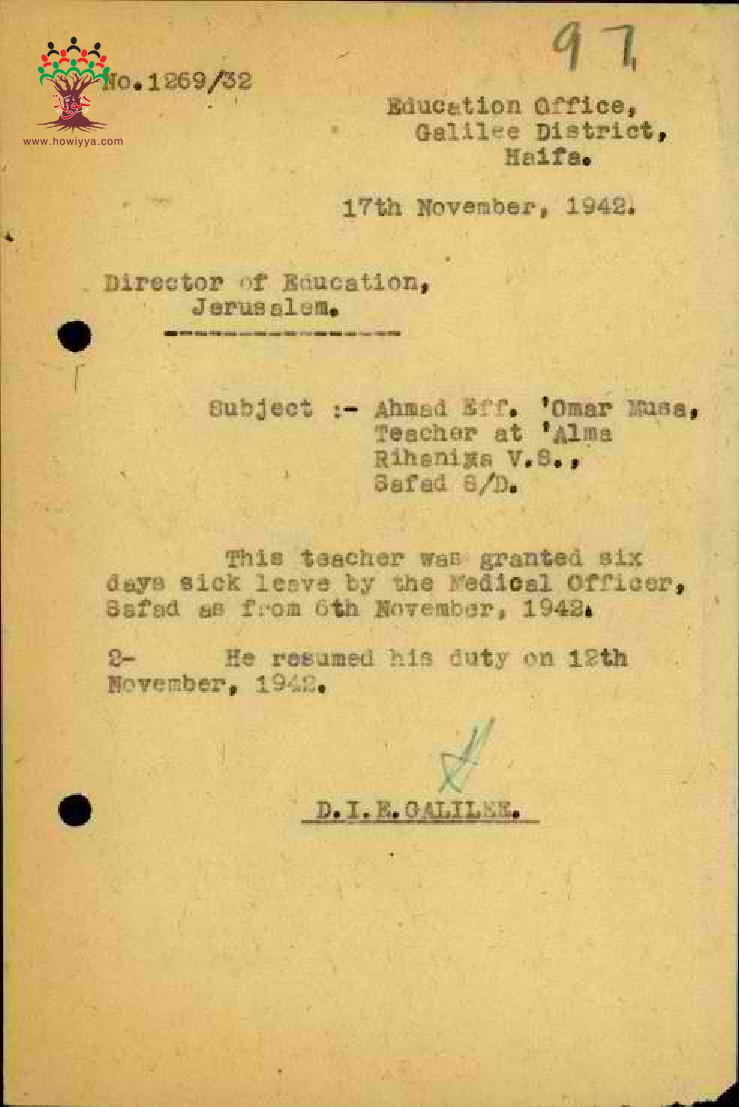 97
No.1269/32
www.howiyya.com
Education Office,
Galilee District,
Haifa.
17th November, 1942.
Director of Education,
Jerusalem.
Subject :- Ahmad Eff. 'Omar Musa,
Teacher at 'Alma
Rihaniya V.S.,
Safad S/D.
This teacher was granted six
days sick leave by the Medical Officer,
Safad as from 6th November, 1942.
2- He resumed his duty on 12th
November, 1942.
D.I.E.GALILEE.